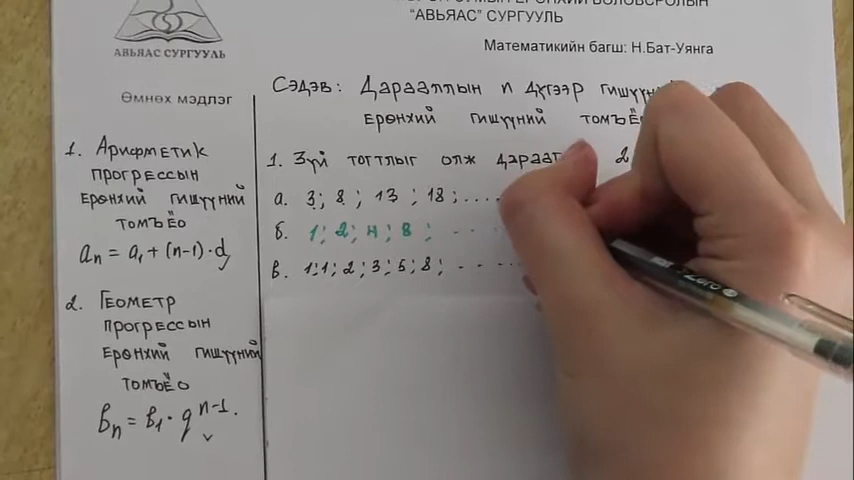 "АВЬЯАС" СУРГУУЛЬ
АВЬЯАС СУРГУУЛЬ
Математикийн багш: Н.Бат-Уянга
Сэдэв: Дарааллын n дүгээр гишүүн
ерөнхий гишүүний томъё
Өмнөх мэдлэг
1. Арифметик
прогрессын
ерөнхий гишүүний
томъёо
aₙ = a₁ + (n-1)·d
2. Геометр
прогрессын
ерөнхий гишүүний
томъёо
bₙ = b₁ · qⁿ⁻¹.
1. Зүй тогтлыг олж 2
а. 3; 8; 13; 18; ....
б. 1; 2; 4; 8; ...
в. 1; 1; 2; 3; 5; 8; ....